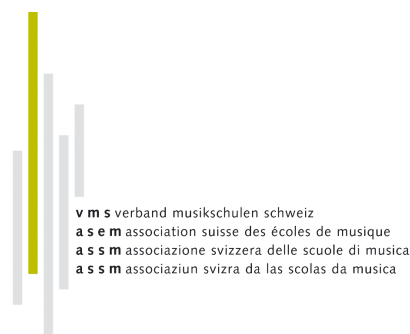 v m s verband musikschulen schweiz
a s e m association suisse des écoles de musique
a s s m associazione svizzera delle scuole di musica
a s s m associaziun svizra da las scolas da musica